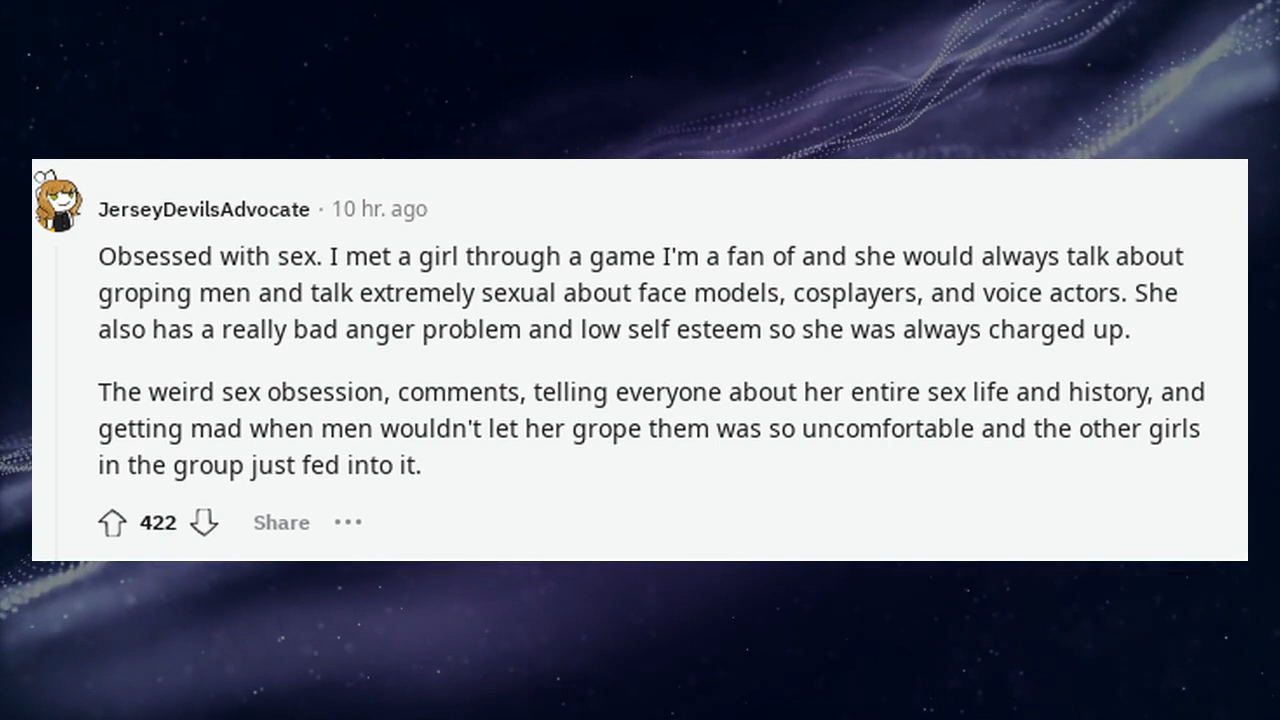 JerseyDevilsAdvocate · 10 hr. ago
Obsessed with sex. I met a girl through a game I'm a fan of and she would always talk about
groping men and talk extremely sexual about face models, cosplayers, and voice actors. She
also has a really bad anger problem and low self esteem so she was always charged up.
The weird sex obsession, comments, telling everyone about her entire sex life and history, and
getting mad when men wouldn't let her grope them was so uncomfortable and the other girls
in the group just fed into it.
422 Share